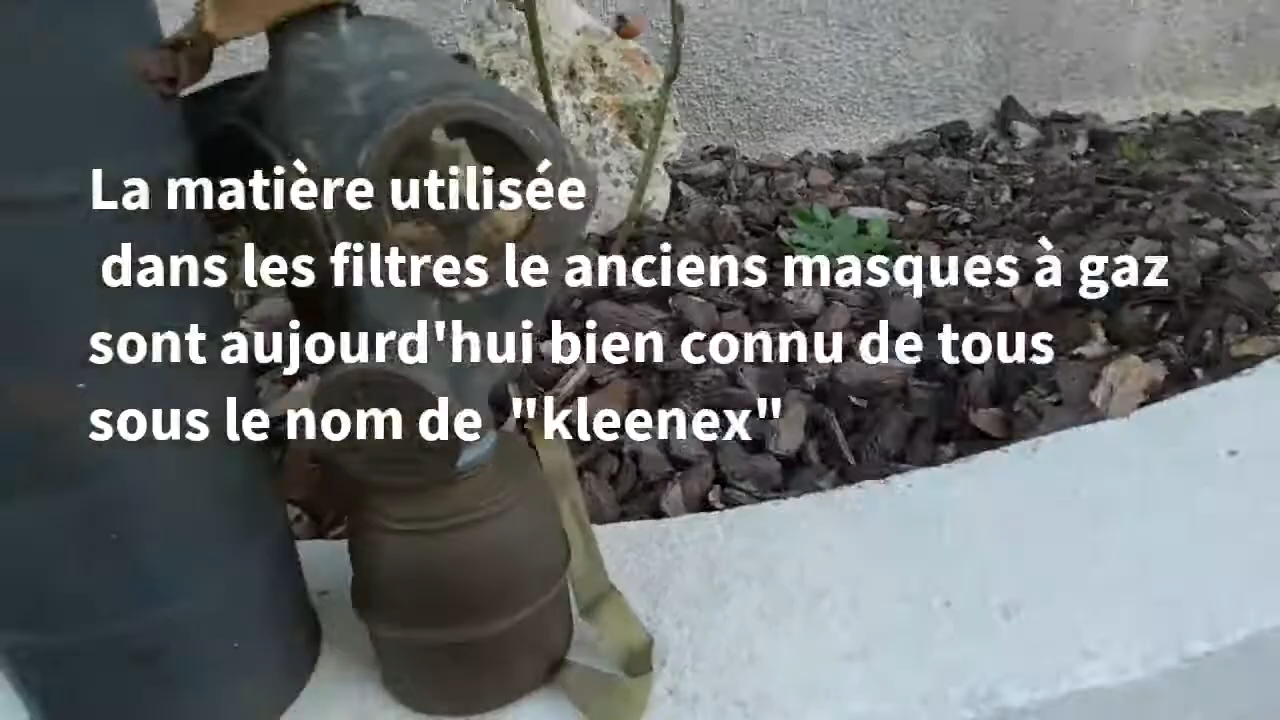 La matière utilisée
dans les filtres le anciens masques à gaz
sont aujourd'hui bien connu de tous
sous le nom de "kleenex"